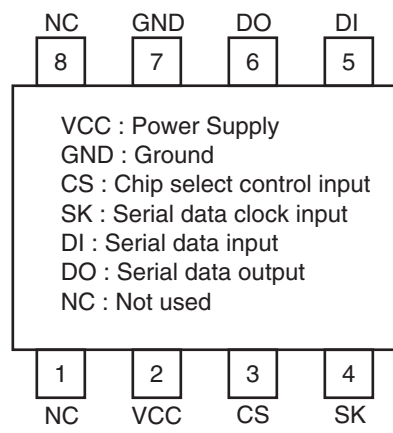 NC GND DO DI
8 7 6 5
VCC : Power Supply
GND : Ground
CS : Chip select control input
SK : Serial data clock input
DI : Serial data input
DO : Serial data output
NC : Not used
1 2 3 4
NC VCC CS SK